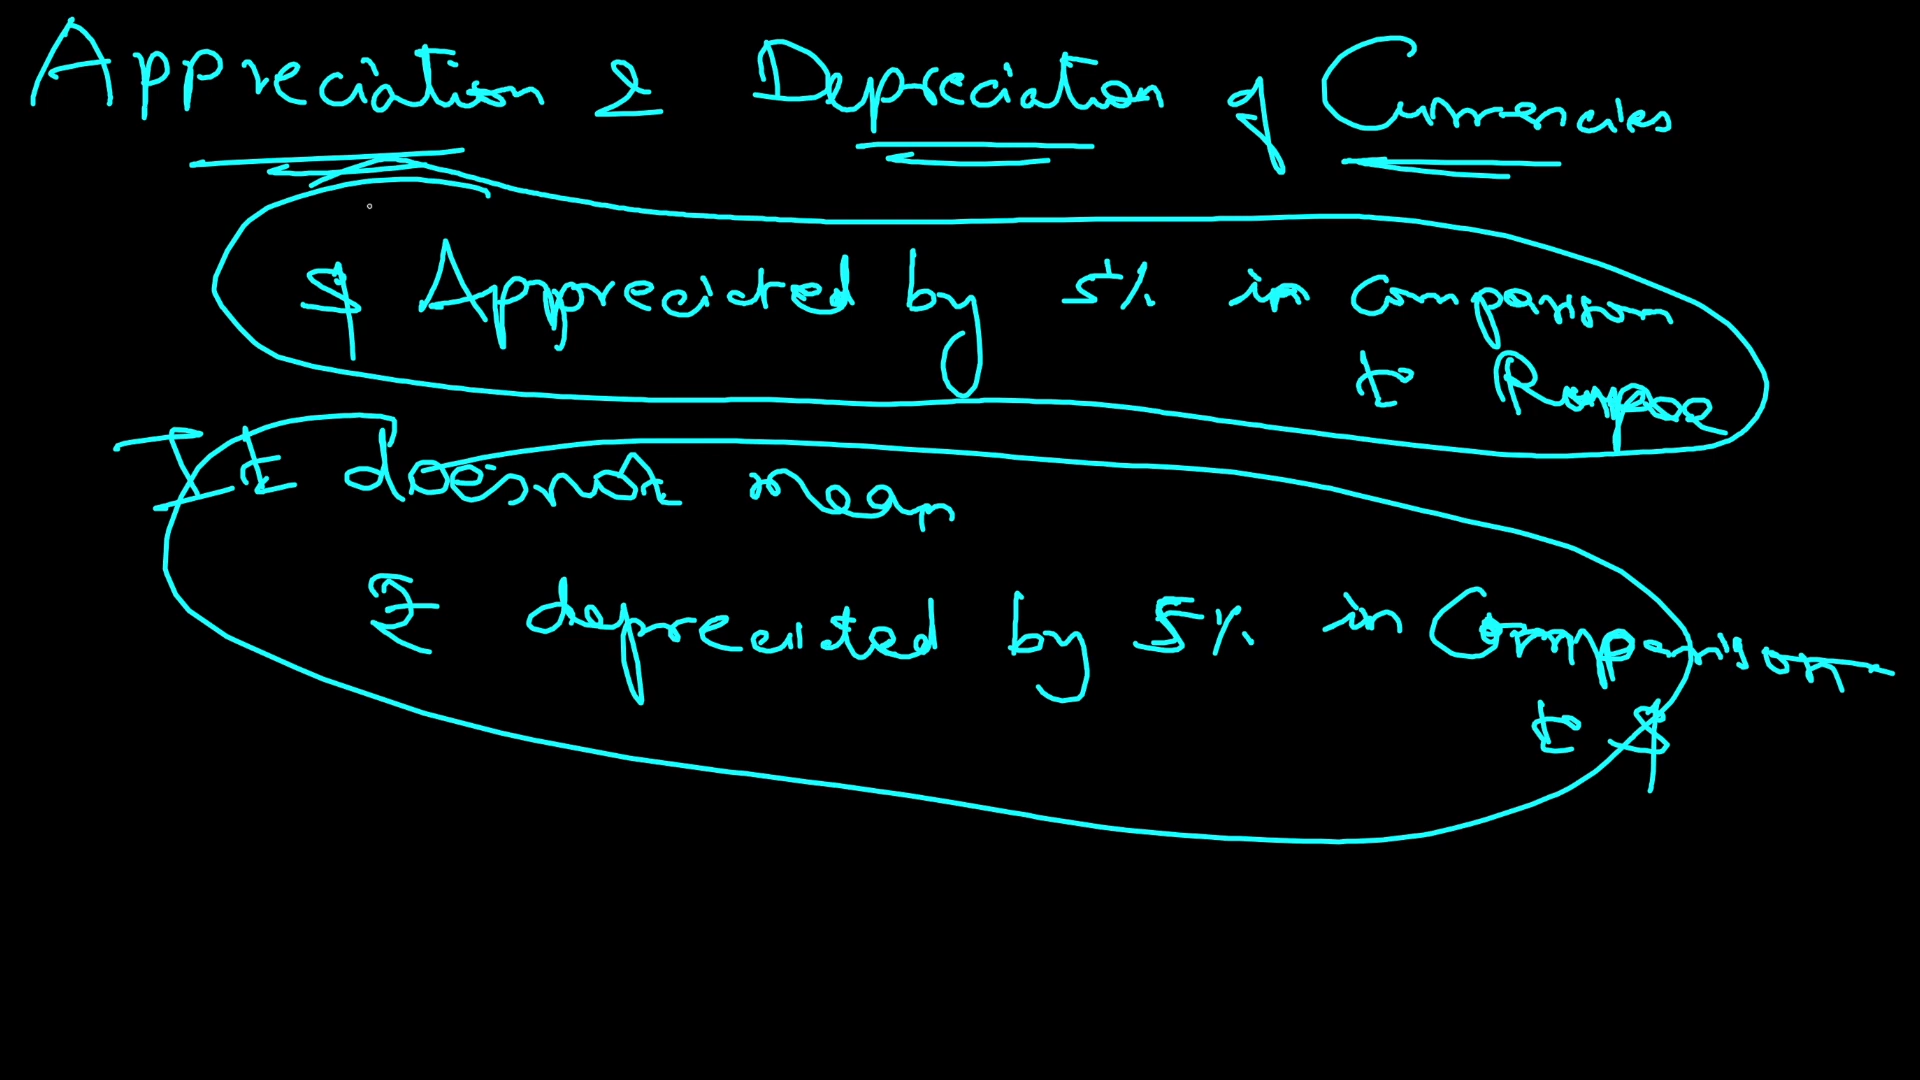 Appreciation & Depreciation of Currencies
$ Appreciated by 5% in Comparison
to Rupee
It doesnot mean
₹ depreciated by 5% in Comparison
to $